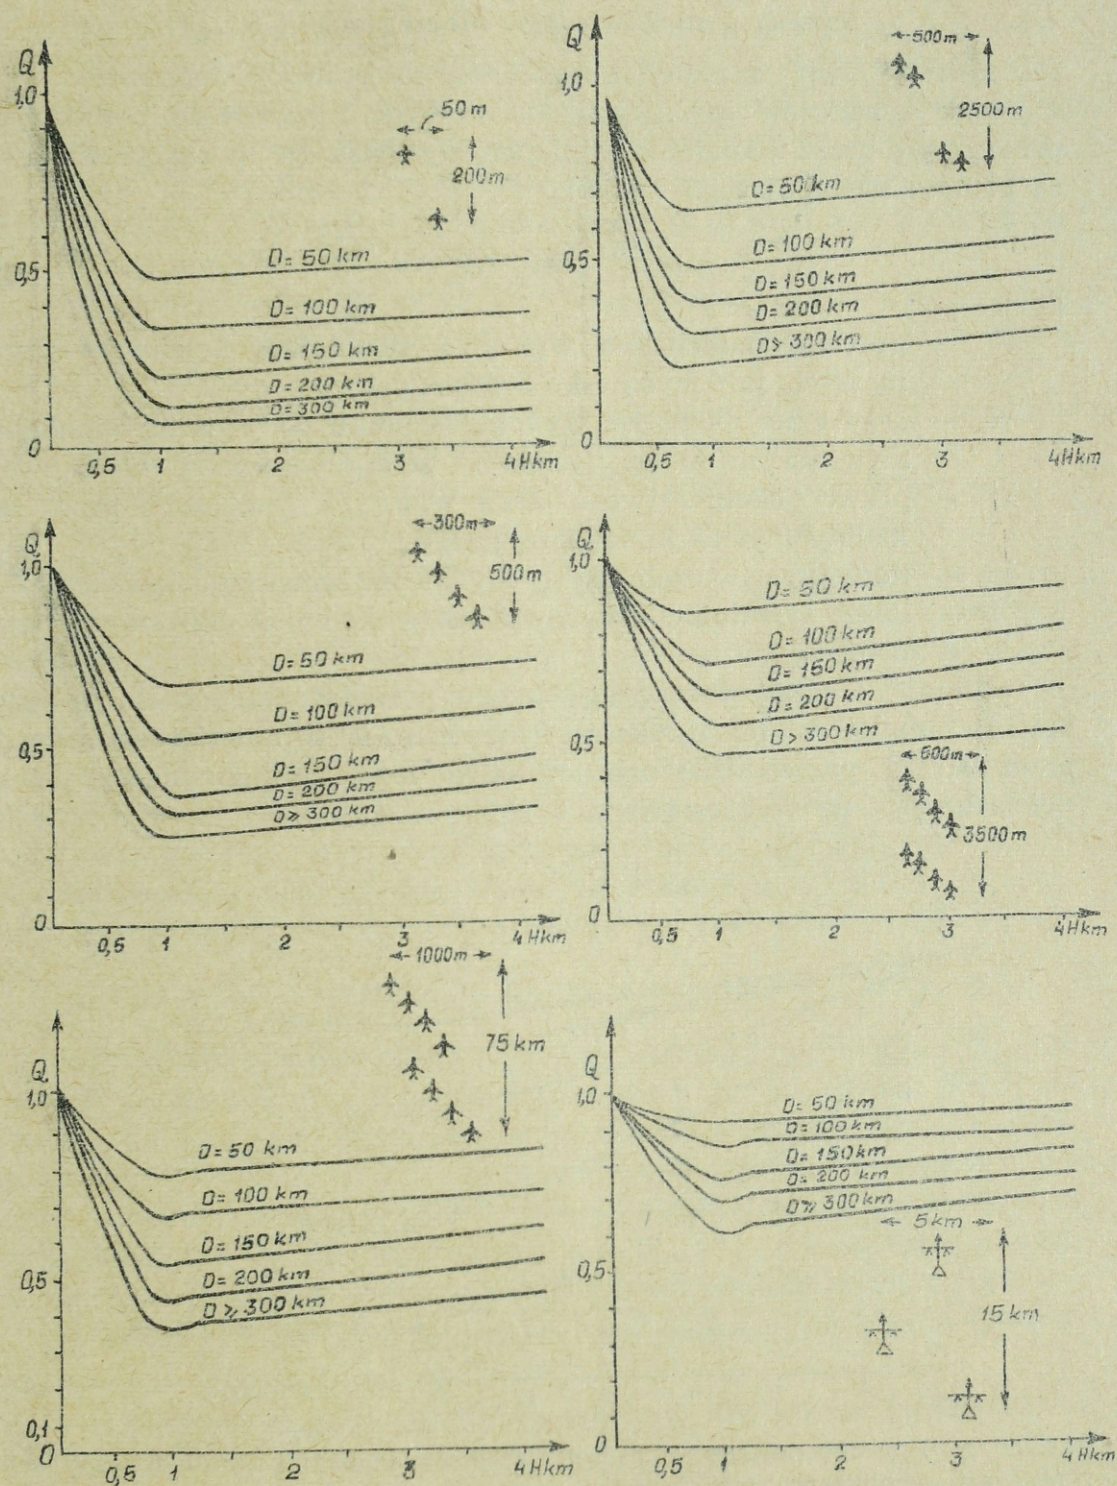 Q
1,0
0,5
0
50 m
200 m
D= 50 km
D= 100 km
D= 150 km
D= 200 km
D= 300 km
0,5 1 2 3 4 H km
Q
1,0
0,5
0
500 m
2500 m
D= 50 km
D= 100 km
D= 150 km
D= 200 km
D ⩾ 300 km
0,5 1 2 3 4 H km
Q
1,0
0,5
0
300 m
500 m
D= 50 km
D= 100 km
D= 150 km
D= 200 km
D ⩾ 300 km
0,5 1 2 3 4 H km
Q
1,0
0,5
0
D= 50 km
D= 100 km
D= 150 km
D= 200 km
D > 300 km
3500 m
0,5 1 2 3 4 H km
Q
1,0
0,5
0,1
0
1000 m
75 km
D= 50 km
D= 100 km
D= 150 km
D= 200 km
D ⩾ 300 km
0,5 1 2 3 4 H km
Q
1,0
0,5
0
D= 50 km
D= 100 km
D= 150 km
D= 200 km
D ⩾ 300 km
5 km
15 km
0,5 1 2 3 4 H km